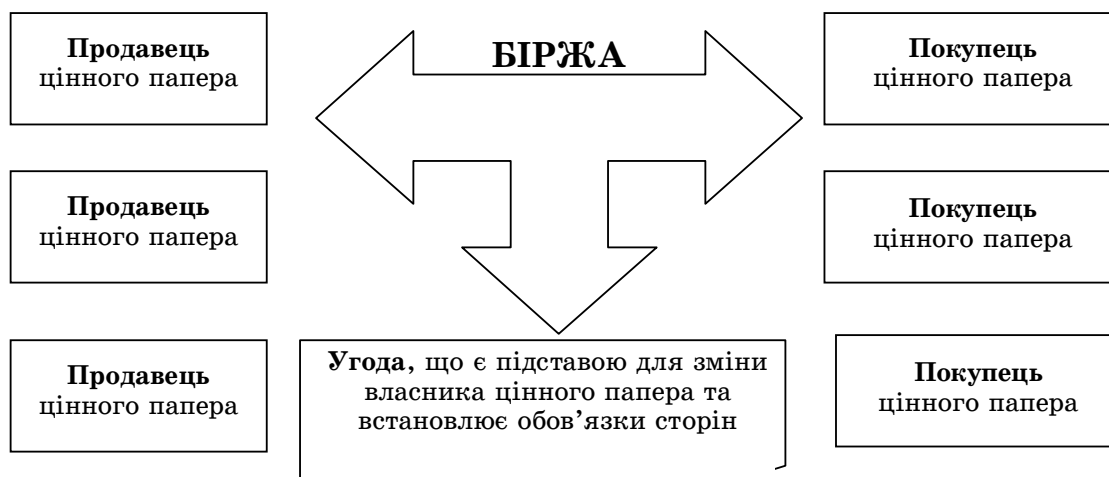 БІРЖА
Продавець
цінного папера
Покупець
цінного папера
Продавець
цінного папера
Покупець
цінного папера
Продавець
цінного папера
Угода, що є підставою для зміни
власника цінного папера та
встановлює обов’язки сторін
Покупець
цінного папера